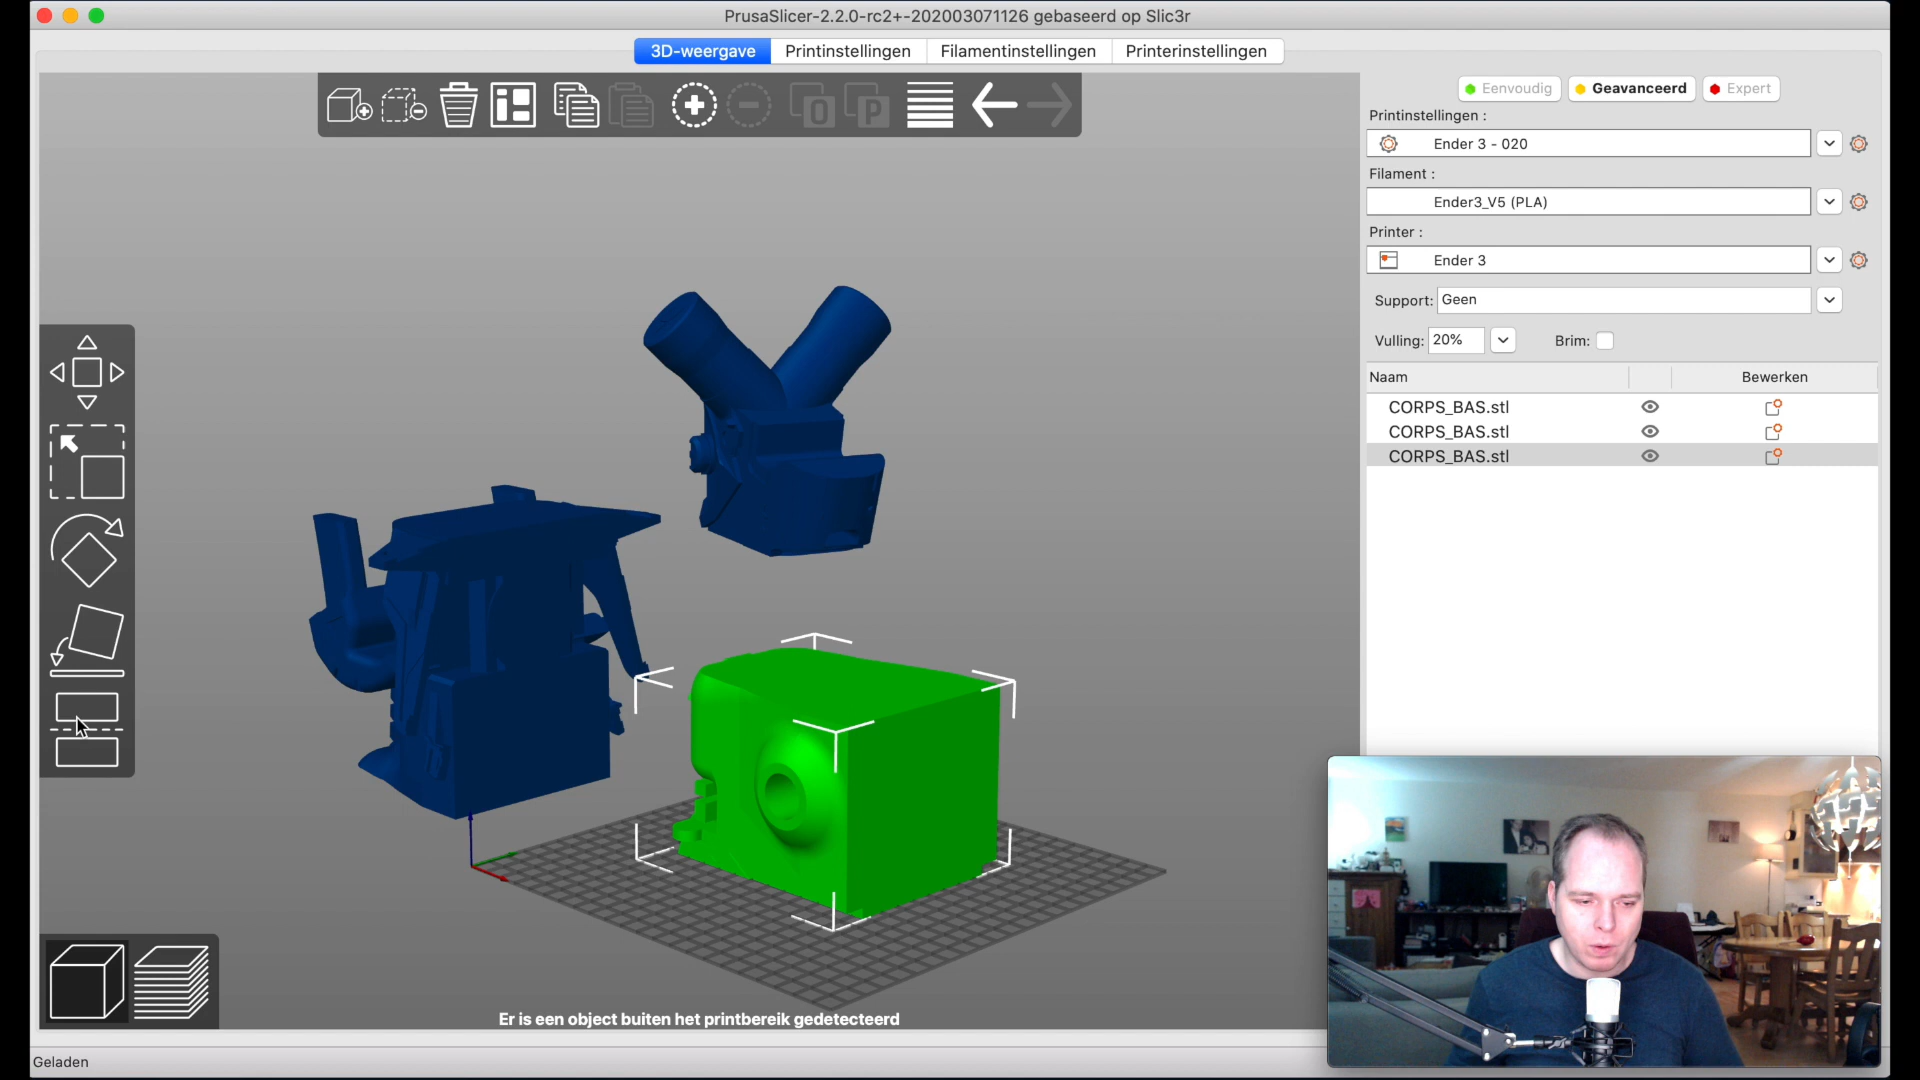 PrusaSlicer-2.2.0-rc2+-202003071126 gebaseerd op Slic3r
3D-weergave
Printinstellingen
Filamentinstellingen
Printerinstellingen
Eenvoudig
Geavanceerd
Expert
Printinstellingen :
Ender 3 - 020
Filament :
Ender3_V5 (PLA)
Printer :
Ender 3
Support: Geen
Vulling: 20%
Brim:
Naam
Bewerken
CORPS_BAS.stl
CORPS_BAS.stl
CORPS_BAS.stl
Er is een object buiten het printbereik gedetecteerd
Geladen